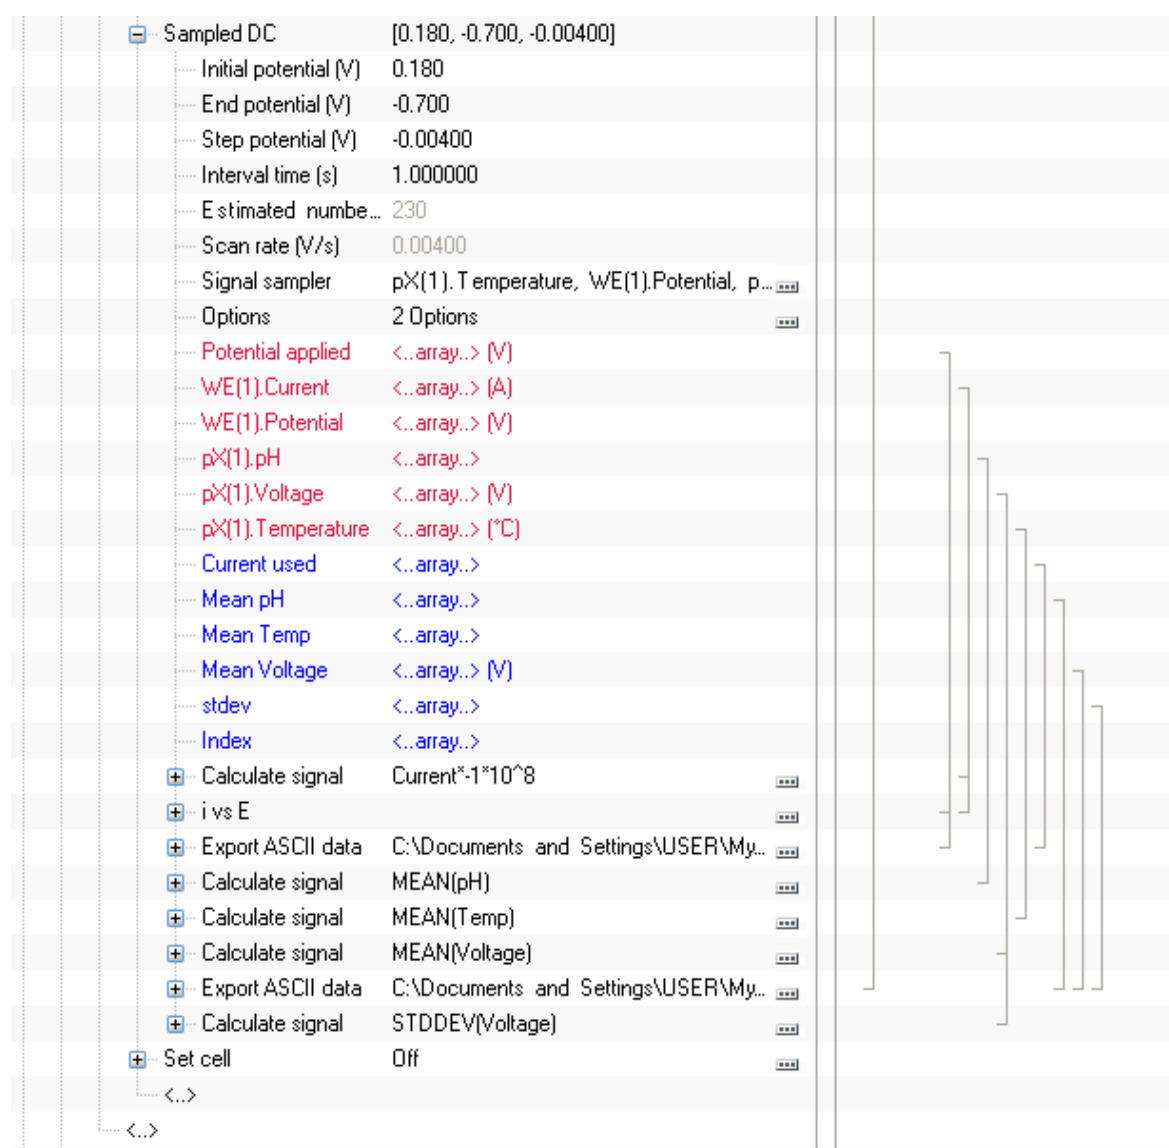 Sampled DC [0.180, -0.700, -0.00400]
Initial potential (V) 0.180
End potential (V) -0.700
Step potential (V) -0.00400
Interval time (s) 1.000000
Estimated numbe... 230
Scan rate (V/s) 0.00400
Signal sampler pX(1).Temperature, WE(1).Potential, p...
Options 2 Options
Potential applied <..array..> (V)
WE(1).Current <..array..> (A)
WE(1).Potential <..array..> (V)
pX(1).pH <..array..>
pX(1).Voltage <..array..> (V)
pX(1).Temperature <..array..> (°C)
Current used <..array..>
Mean pH <..array..>
Mean Temp <..array..>
Mean Voltage <..array..> (V)
stdev <..array..>
Index <..array..>
Calculate signal Current*-1*10^8
i vs E
Export ASCII data C:\Documents and Settings\USER\My...
Calculate signal MEAN(pH)
Calculate signal MEAN(Temp)
Calculate signal MEAN(Voltage)
Export ASCII data C:\Documents and Settings\USER\My...
Calculate signal STDDEV(Voltage)
Set cell Off
<..>
<..>